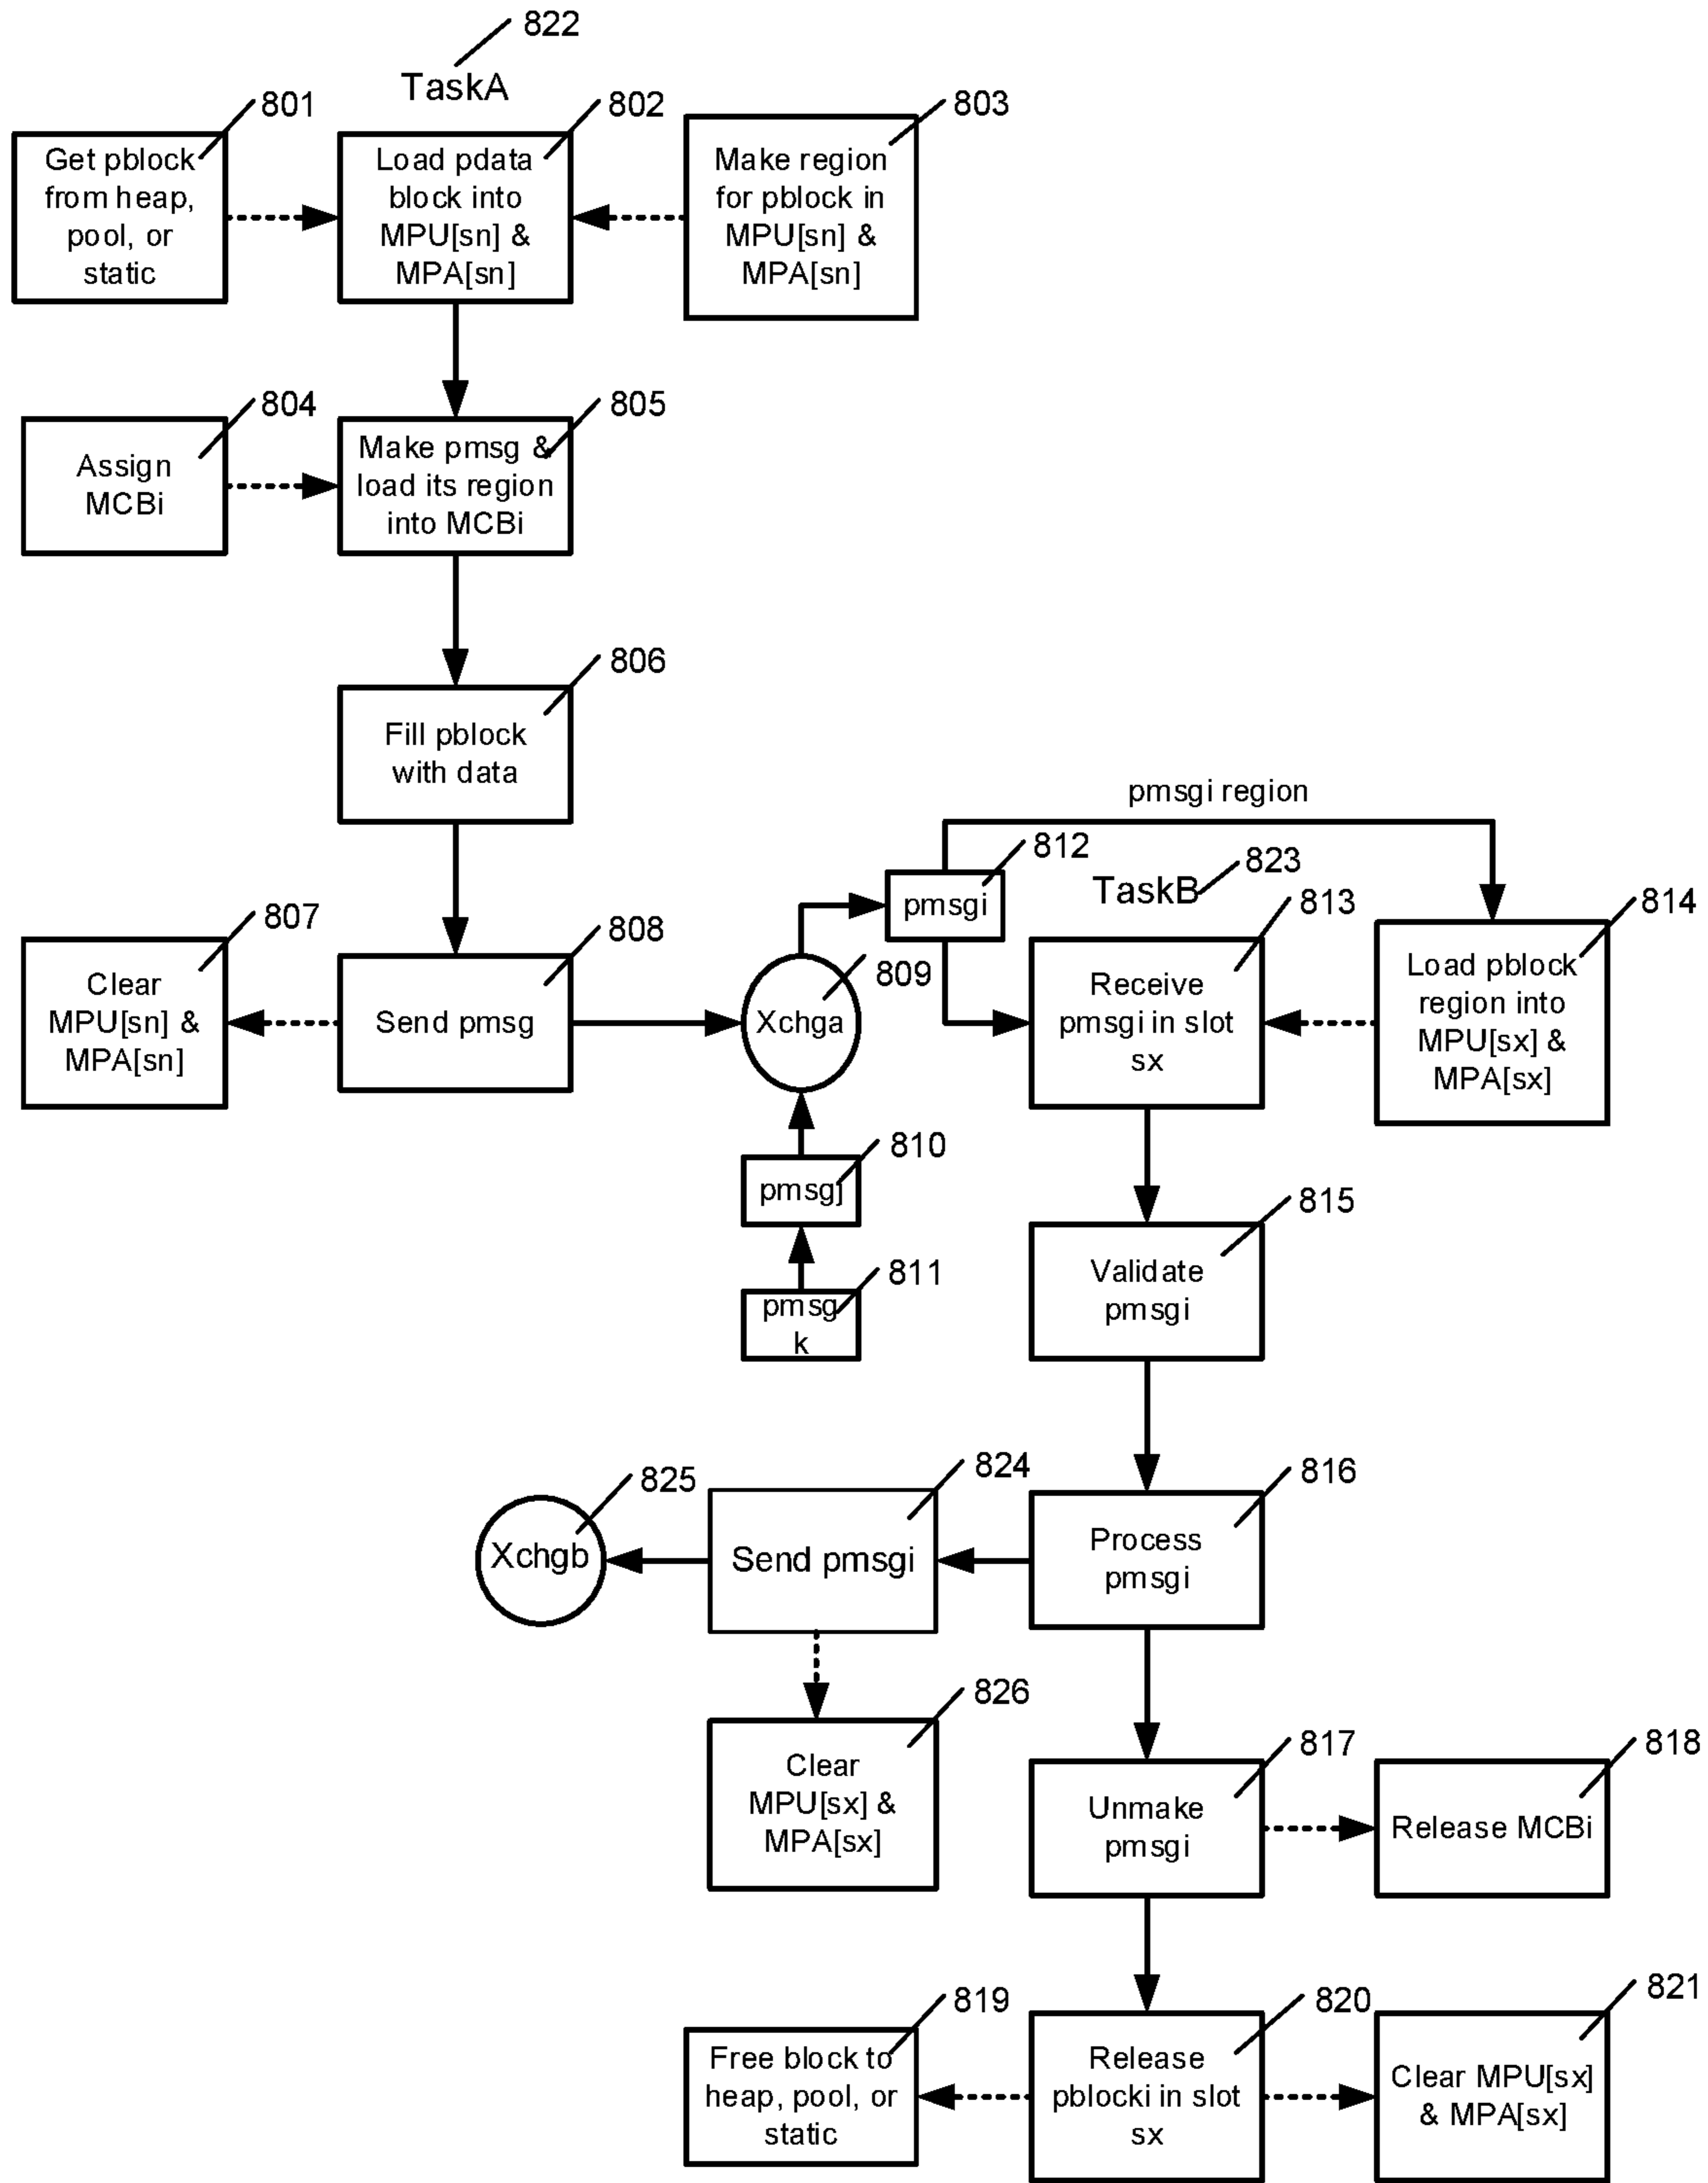 822
TaskA
801
802
803
Get pblock
from heap,
pool, or
static
Load pdata
block into
MPU[sn] &
MPA[sn]
Make region
for pblock in
MPU[sn] &
MPA[sn]
804
805
Assign
MCBi
Make pmsg &
load its region
into MCBi
806
Fill pblock
with data
pmsgi region
812
pmsgi
TaskB
823
807
808
809
813
814
Clear
MPU[sn] &
MPA[sn]
Send pmsg
Xchga
Receive
pmsgi in slot
sx
Load pblock
region into
MPU[sx] &
MPA[sx]
810
pmsgj
811
pmsg
k
815
Validate
pmsgi
825
824
816
Xchgb
Send pmsgi
Process
pmsgi
826
Clear
MPU[sx] &
MPA[sx]
817
818
Unmake
pmsgi
Release MCBi
819
820
821
Free block to
heap, pool, or
static
Release
pblocki in slot
sx
Clear MPU[sx]
& MPA[sx]